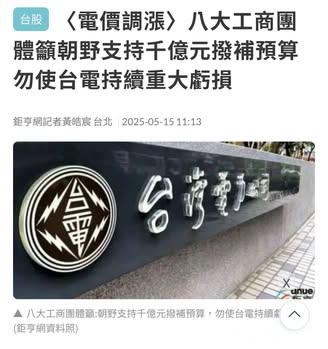 台股
〈電價調漲〉八大工商團
體籲朝野支持千億元撥補預算
勿使台電持續重大虧損
鉅亨網記者黃皓宸 台北
2025-05-15 11:13
台電
台灣電力
X
anue
▲ 八大工商團體籲:朝野支持千億元撥補預算，勿使台電持續
(鉅亨網資料照)